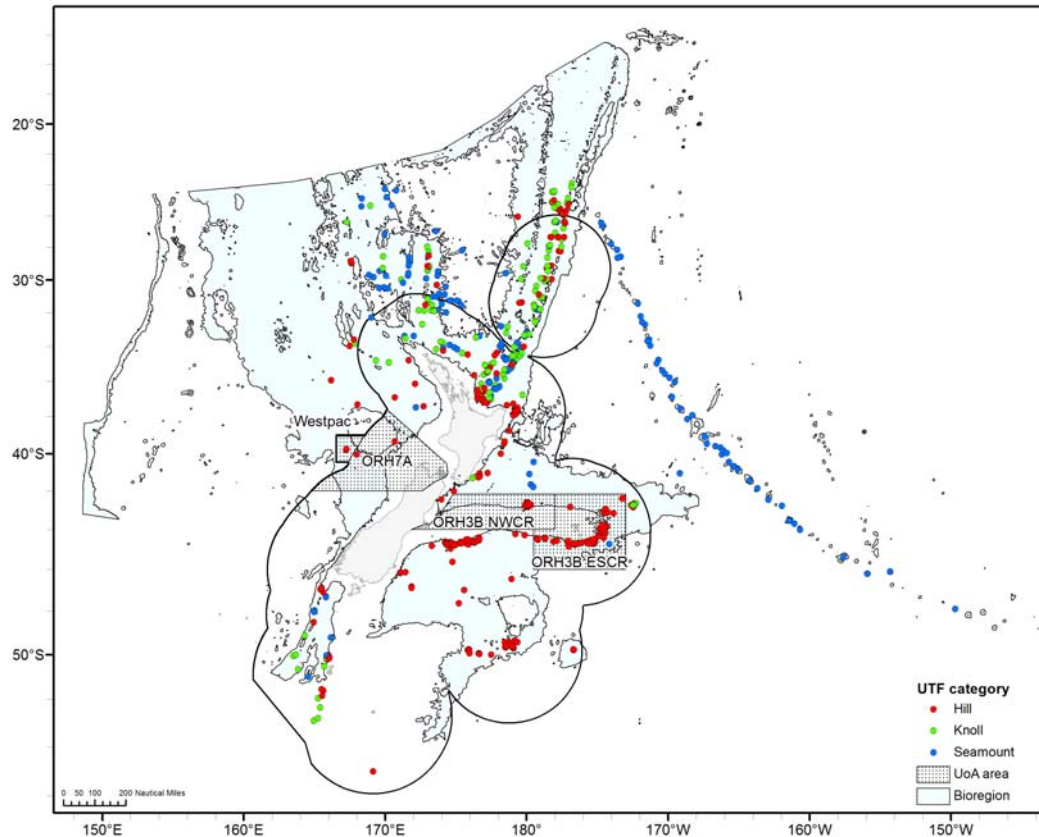 20°S
30°S
40°S
50°S
Westpac
ORH7A
ORH3B NWCR
ORH3B ESCR
UTF category
Hill
Knoll
Seamount
UoA area
Bioregion
0 50 100 200 Nautical Miles
150°E 160°E 170°E 180° 170°W 160°W 150°W